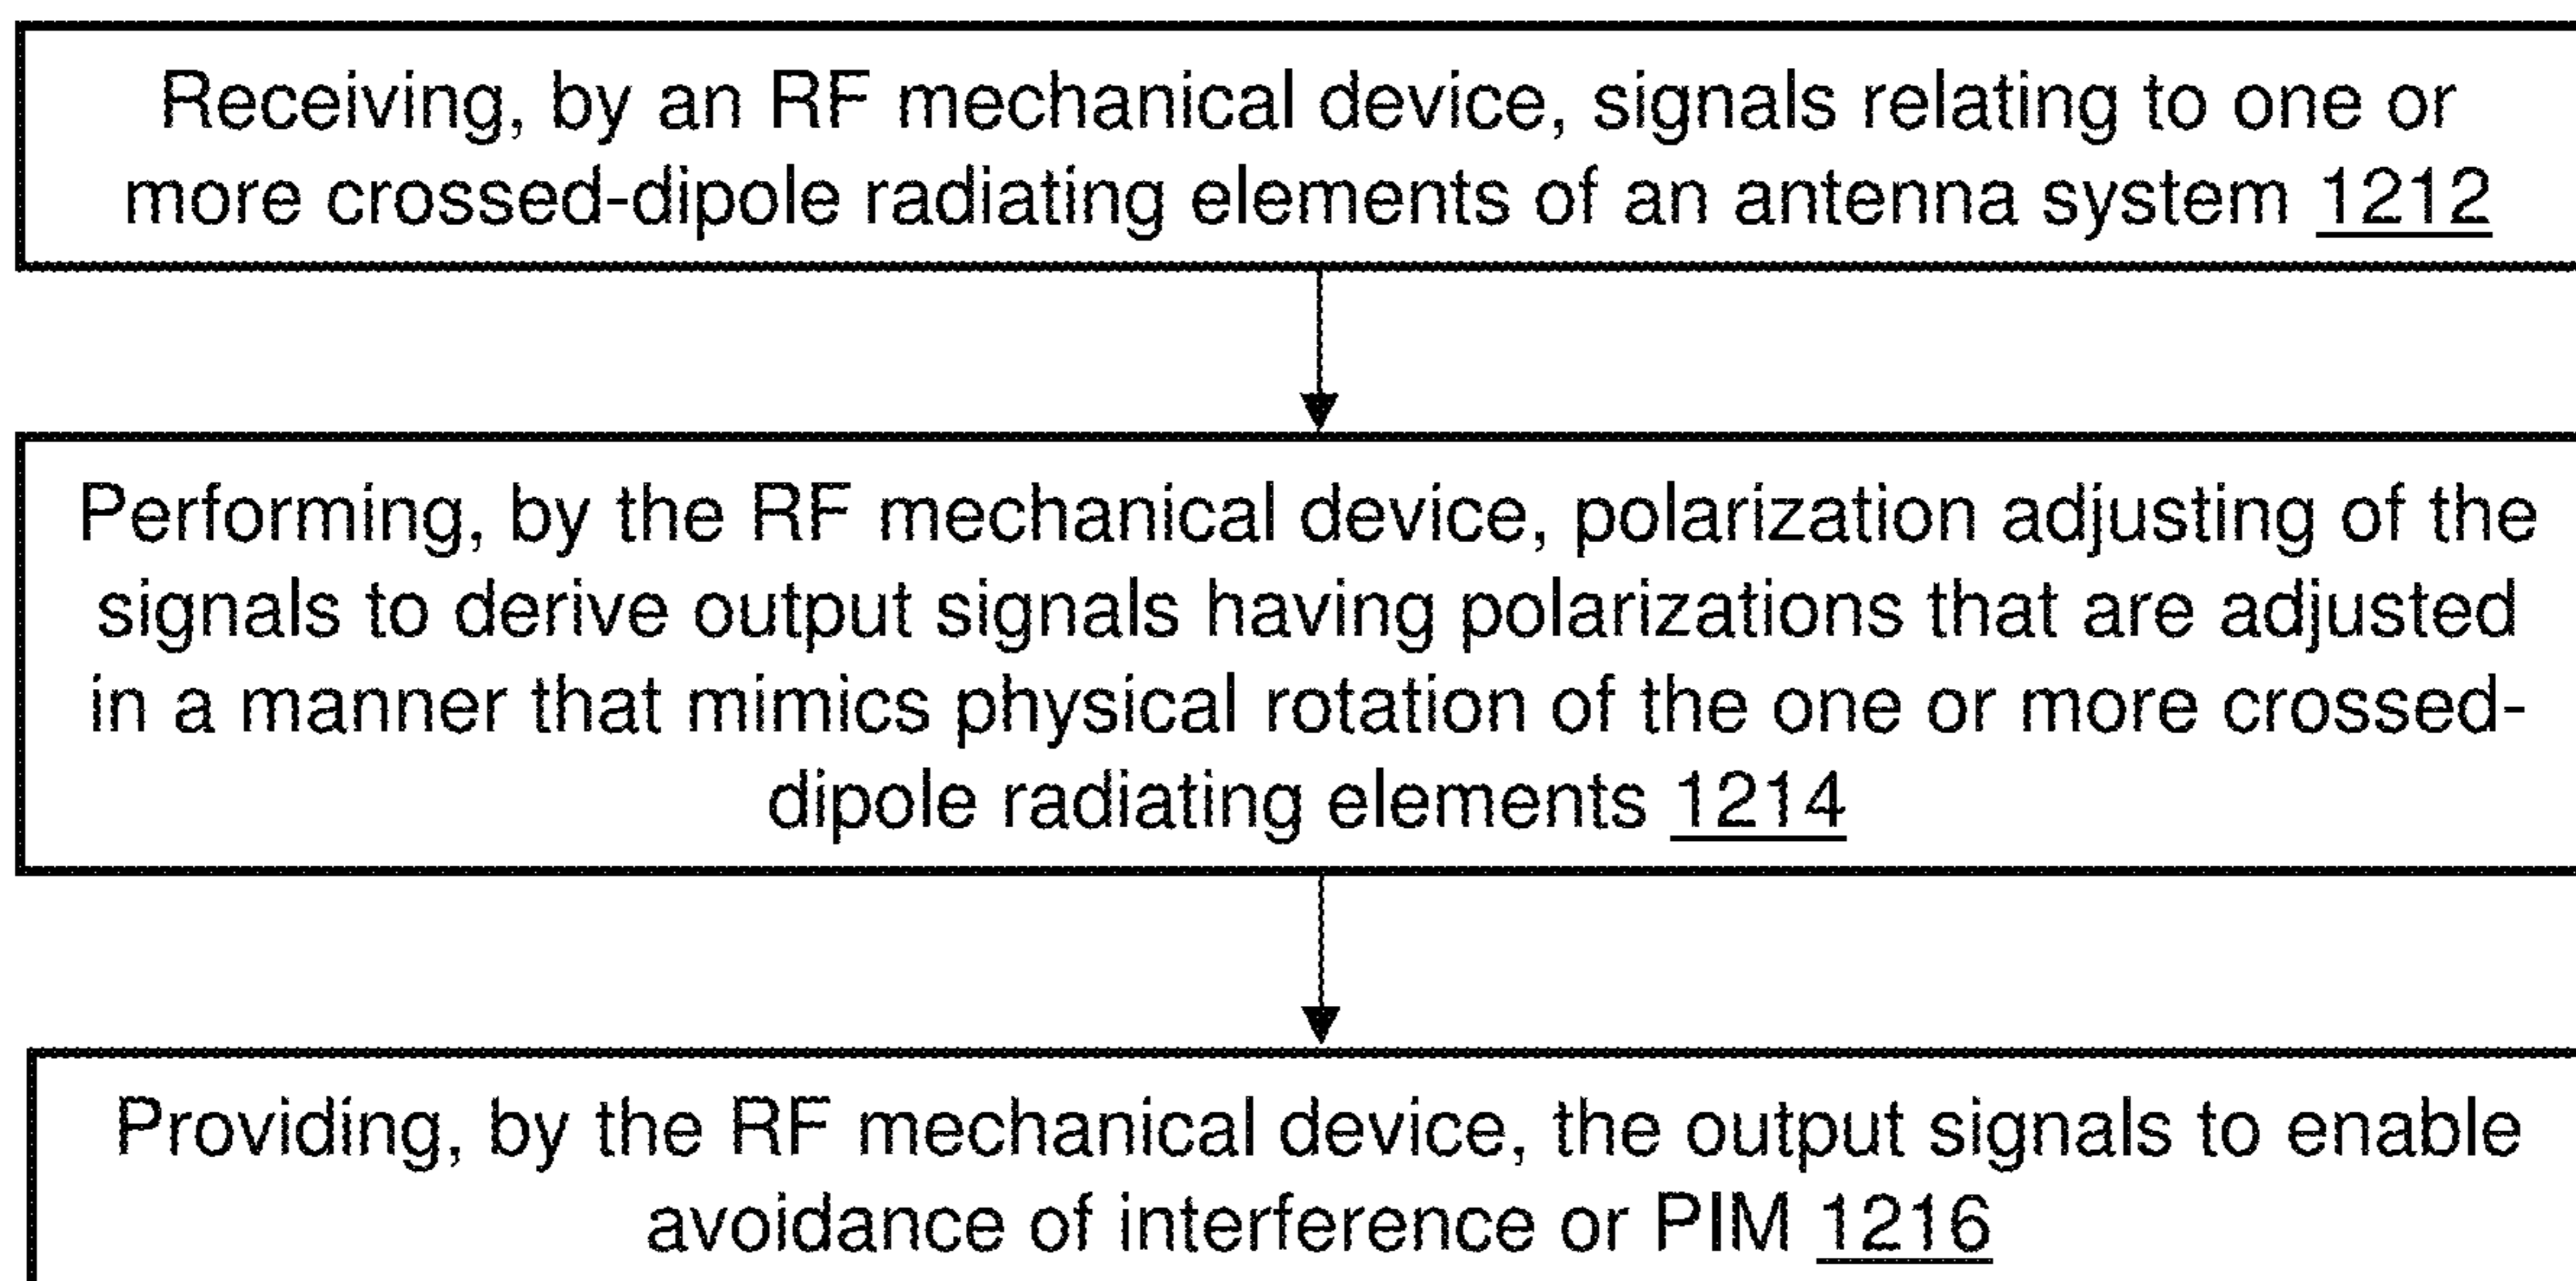 Receiving, by an RF mechanical device, signals relating to one or
more crossed-dipole radiating elements of an antenna system 1212
Performing, by the RF mechanical device, polarization adjusting of the
signals to derive output signals having polarizations that are adjusted
in a manner that mimics physical rotation of the one or more crossed-
dipole radiating elements 1214
Providing, by the RF mechanical device, the output signals to enable
avoidance of interference or PIM 1216